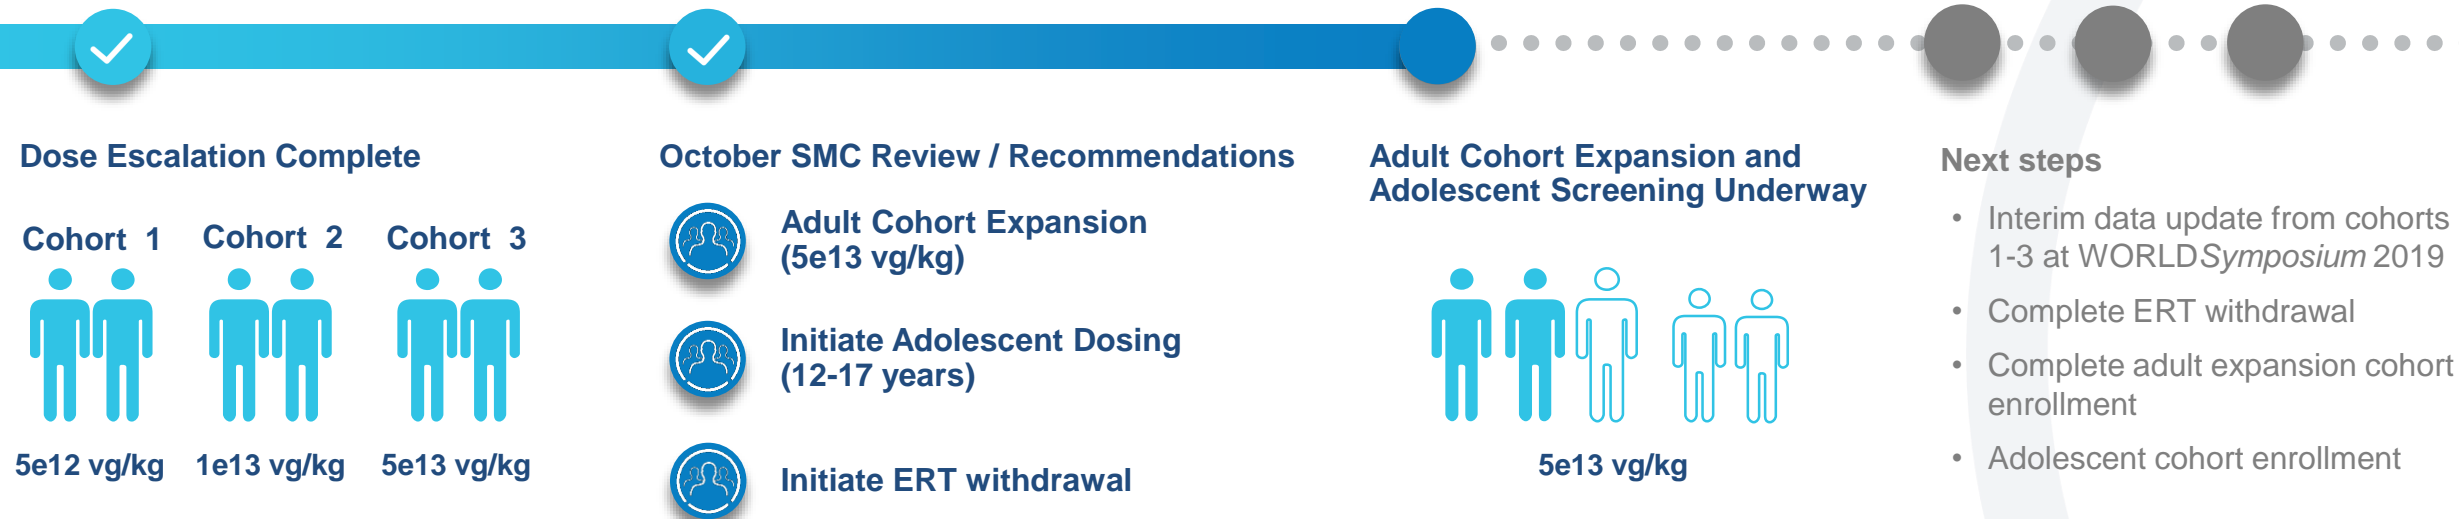 Dose Escalation Complete
Cohort 1
Cohort 2
Cohort 3
5e12 vg/kg
1e13 vg/kg
5e13 vg/kg
October SMC Review / Recommendations
Adult Cohort Expansion
(5e13 vg/kg)
Initiate Adolescent Dosing
(12-17 years)
Initiate ERT withdrawal
Adult Cohort Expansion and
Adolescent Screening Underway
5e13 vg/kg
Next steps
• Interim data update from cohorts
1-3 at WORLDSymposium 2019
• Complete ERT withdrawal
• Complete adult expansion cohort
enrollment
• Adolescent cohort enrollment